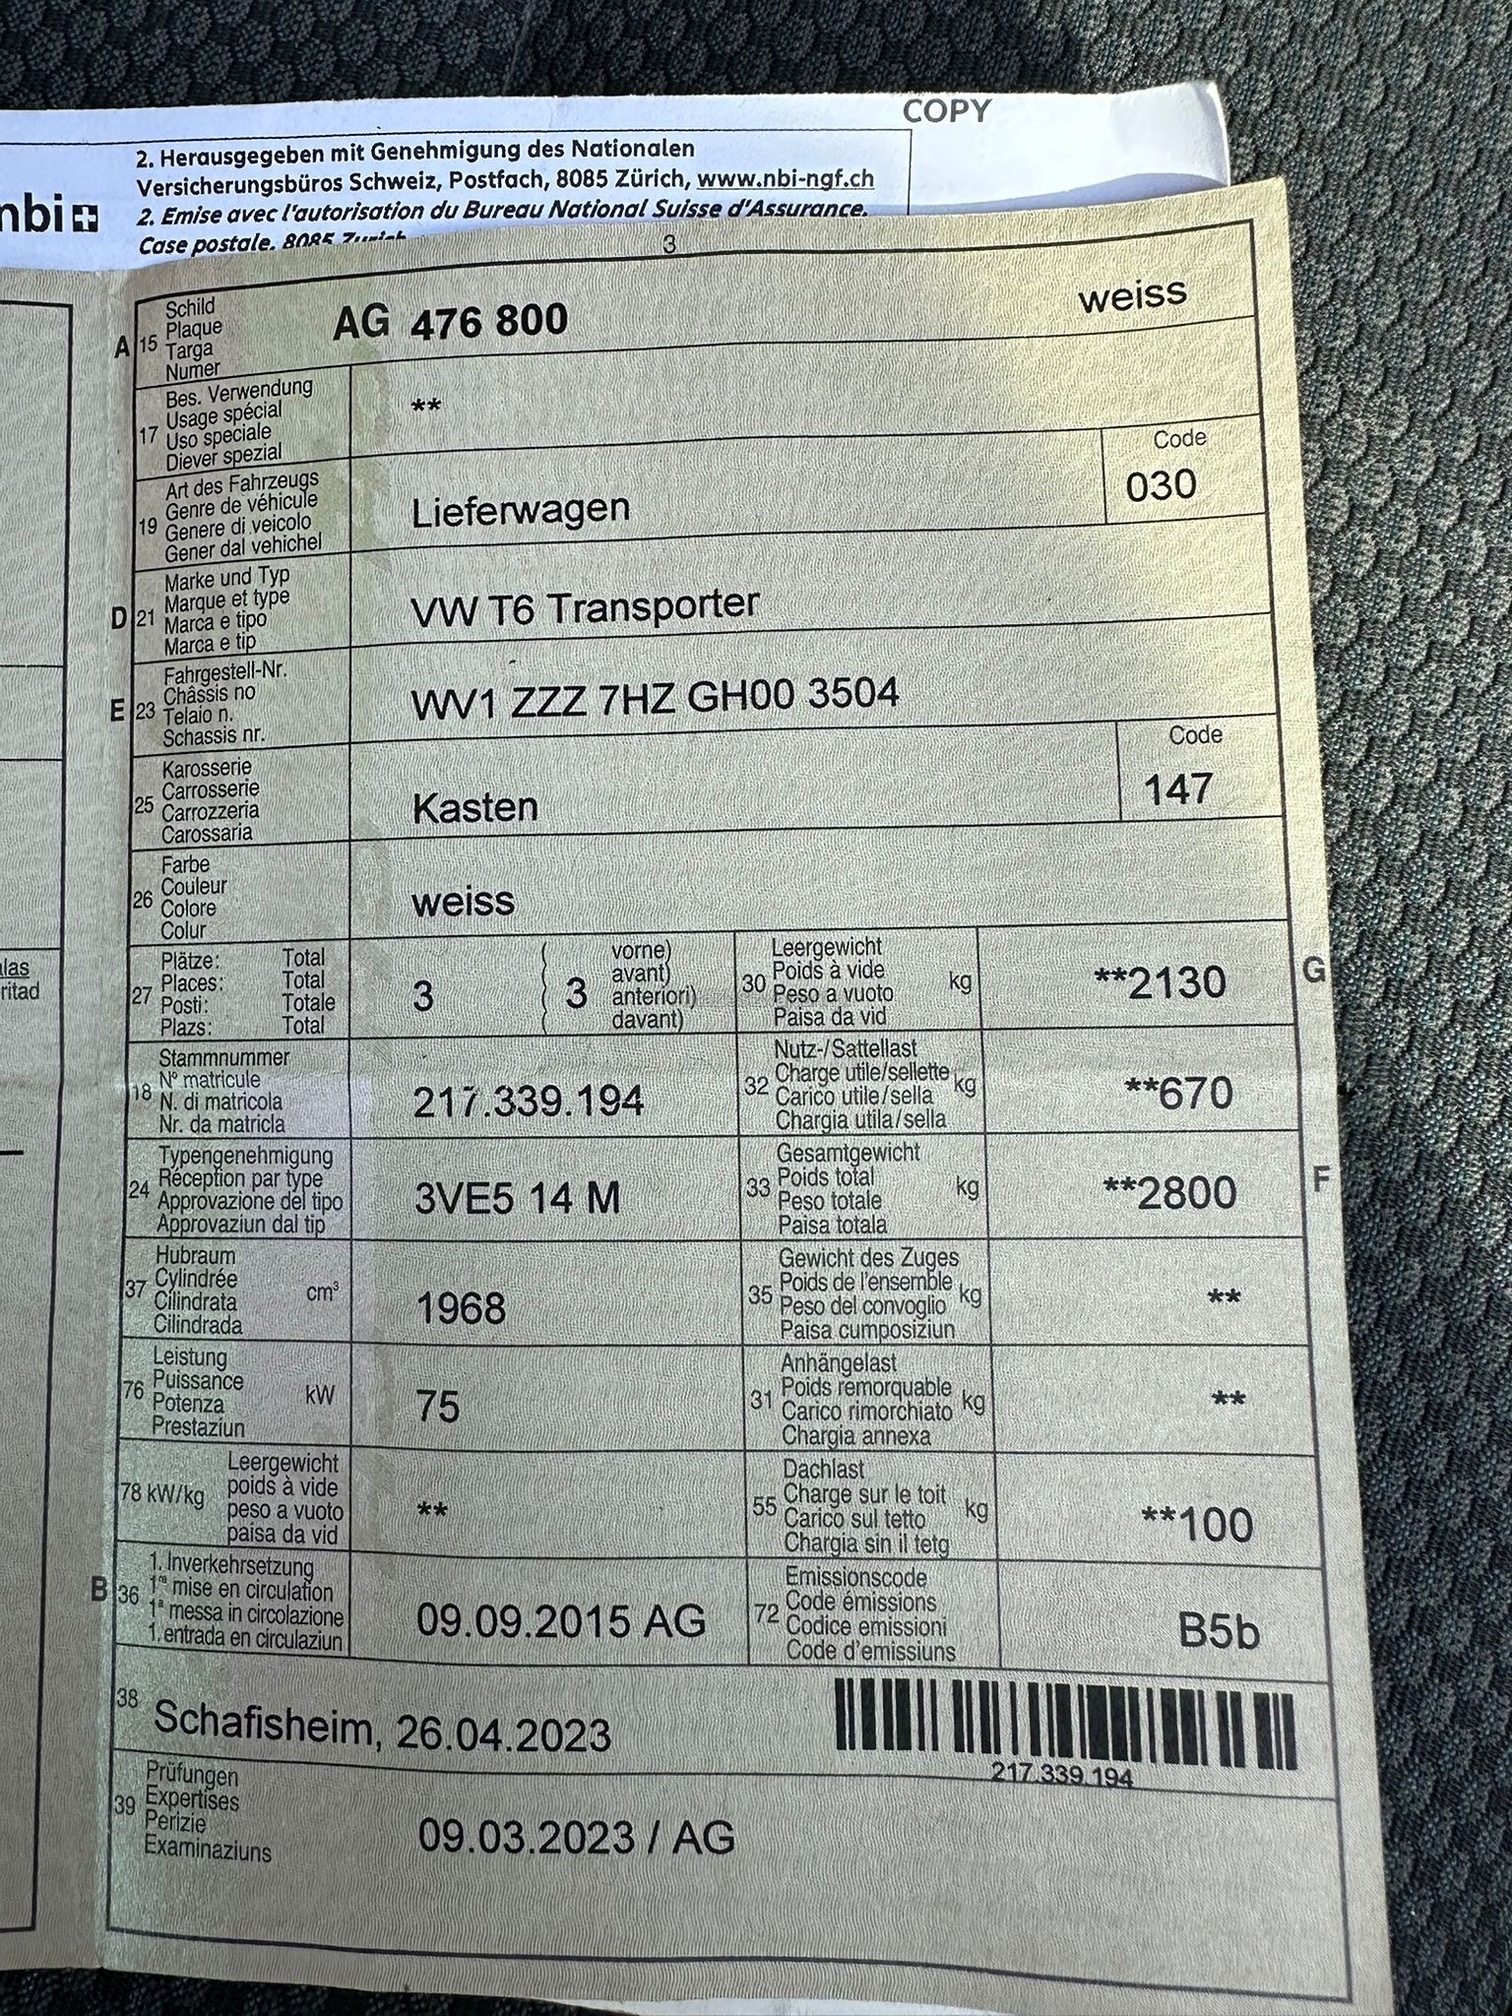 COPY
2. Herausgegeben mit Genehmigung des Nationalen
Versicherungsbüros Schweiz, Postfach, 8085 Zürich, www.nbi-ngf.ch
nbi
2. Emise avec l'autorisation du Bureau National Suisse d'Assurance.
Case postale. 8085 Zurich
3
A 15 Schild
Plaque
Targa
Numer
AG 476 800 weiss
17 Bes. Verwendung
Usage spécial
Uso speciale
Diever spezial
**
19 Art des Fahrzeugs
Genre de véhicule
Genere di veicolo
Gener dal vehichel
Lieferwagen
Code
030
D 21 Marke und Typ
Marque et type
Marca e tipo
Marca e tip
VW T6 Transporter
E 23 Fahrgestell-Nr.
Châssis no
Telaio n.
Schassis nr.
WV1 ZZZ 7HZ GH00 3504
25 Karosserie
Carrosserie
Carrozzeria
Carossaria
Kasten
Code
147
26 Farbe
Couleur
Colore
Colur
weiss
27 Plätze: Total
Places: Total
Posti: Totale
Plazs: Total
3 ( 3 vorne)
avant)
anteriori)
davant)
30 Leergewicht
Poids à vide
Peso a vuoto
Paisa da vid
kg **2130 G
18 Stammnummer
N° matricule
N. di matricola
Nr. da matricla
217.339.194
32 Nutz-/Sattellast
Charge utile/sellette
Carico utile/sella
Chargia utila/sella
kg **670
24 Typengenehmigung
Réception par type
Approvazione del tipo
Approvaziun dal tip
3VE5 14 M
33 Gesamtgewicht
Poids total
Peso totale
Paisa totala
kg **2800 F
37 Hubraum
Cylindrée
Cilindrata
Cilindrada
cm³ 1968
35 Gewicht des Zuges
Poids de l'ensemble
Peso del convoglio
Paisa cumposiziun
kg **
76 Leistung
Puissance
Potenza
Prestaziun
kW 75
31 Anhängelast
Poids remorquable
Carico rimorchiato
Chargia annexa
kg **
78 kW/kg Leergewicht
poids à vide
peso a vuoto
paisa da vid
**
55 Dachlast
Charge sur le toit
Carico sul tetto
Chargia sin il tetg
kg **100
B 36 1. Inverkehrsetzung
1re mise en circulation
1a messa in circolazione
1. entrada en circulaziun
09.09.2015 AG
72 Emissionscode
Code émissions
Codice emissioni
Code d'emissiuns
B5b
38 Schafisheim, 26.04.2023
217.339.194
39 Prüfungen
Expertises
Perizie
Examinaziuns
09.03.2023 / AG